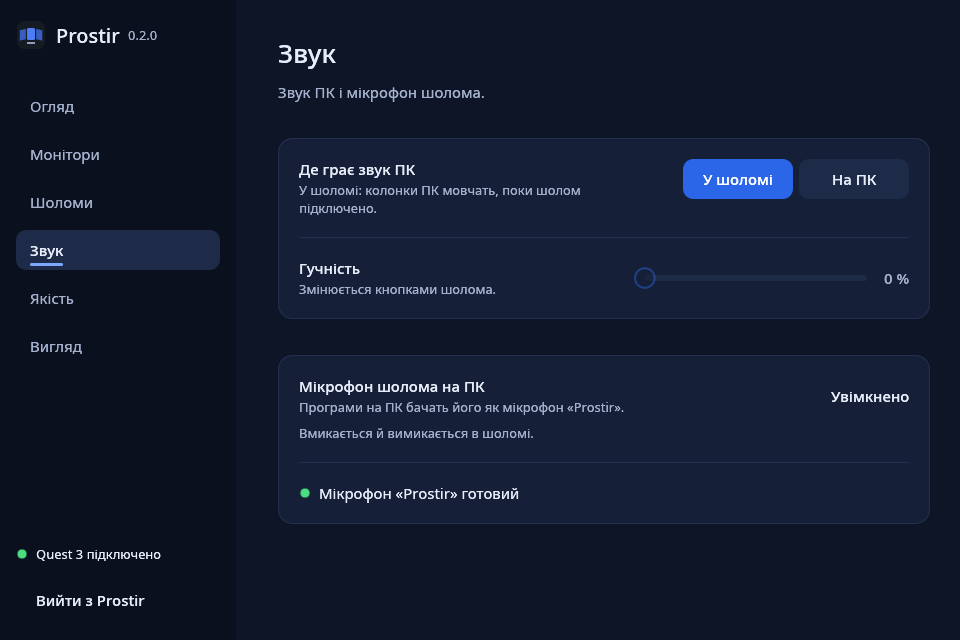 Prostir 0.2.0
Огляд
Монітори
Шоломи
Звук
Якість
Вигляд
Quest 3 підключено
Вийти з Prostir
Звук
Звук ПК і мікрофон шолома.
Де грає звук ПК
У шоломі: колонки ПК мовчать, поки шолом
підключено.
У шоломі
На ПК
Гучність
Змінюється кнопками шолома.
0 %
Мікрофон шолома на ПК
Програми на ПК бачать його як мікрофон «Prostir».
Вмикається й вимикається в шоломі.
Увімкнено
Мікрофон «Prostir» готовий